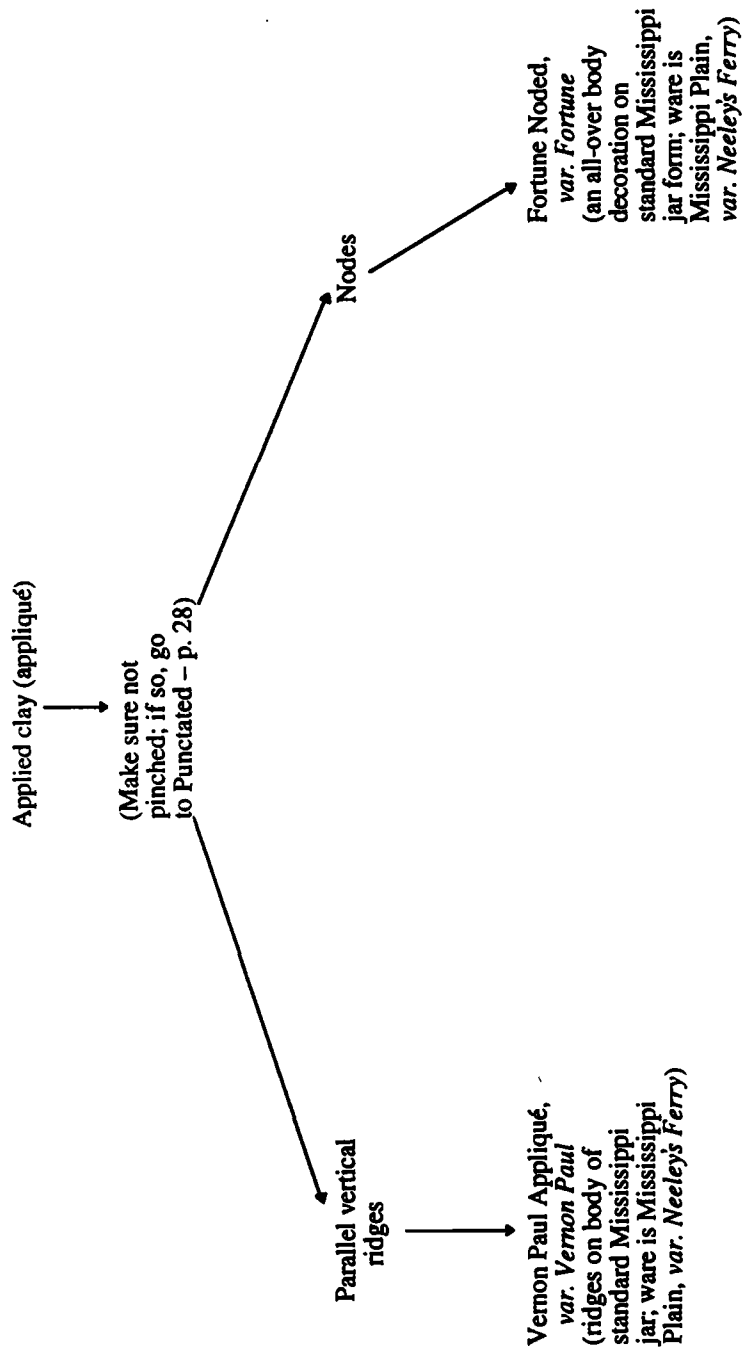 Applied clay (appliqué)
(Make sure not
pinched; if so, go
to Punctated – p. 28)
Parallel vertical
ridges
Nodes
Vernon Paul Appliqué,
var. Vernon Paul
(ridges on body of
standard Mississippi
jar; ware is Mississippi
Plain, var. Neeley's Ferry)
Fortune Noded,
var. Fortune
(an all-over body
decoration on
standard Mississippi
jar form; ware is
Mississippi Plain,
var. Neeley's Ferry)